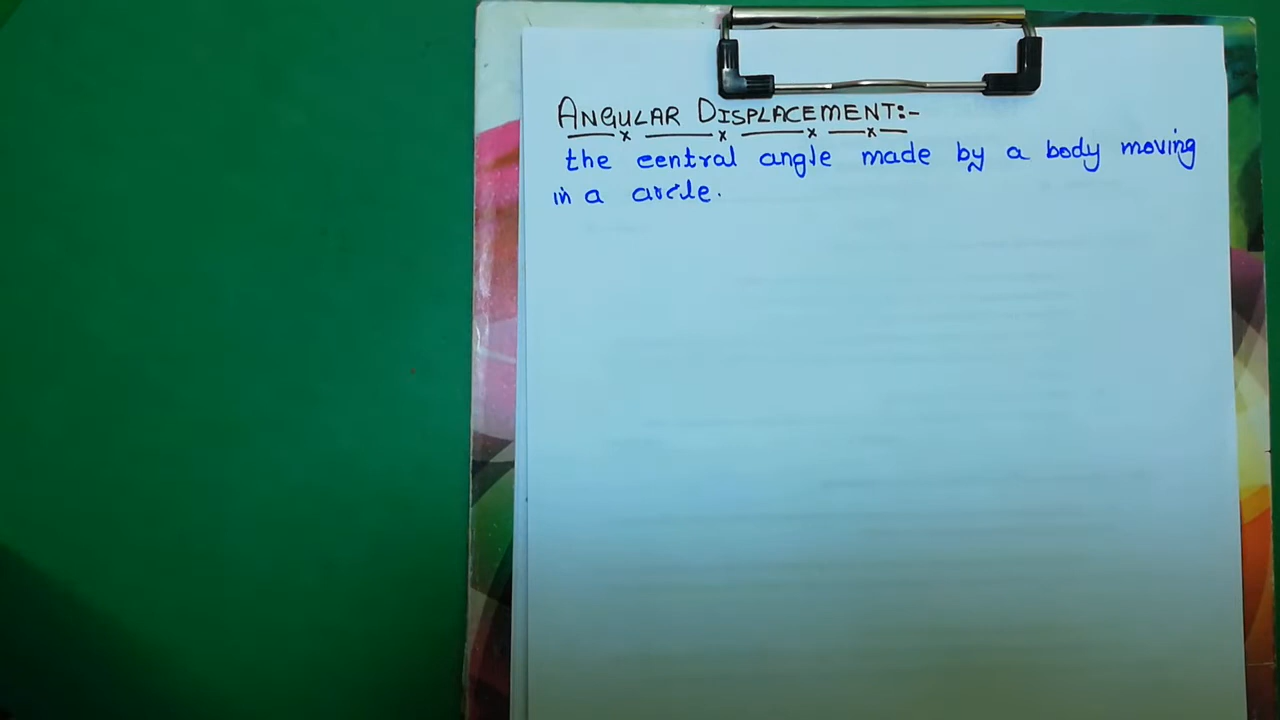 ANGULAR DISPLACEMENT:-
the central angle made by a body moving
in a circle.